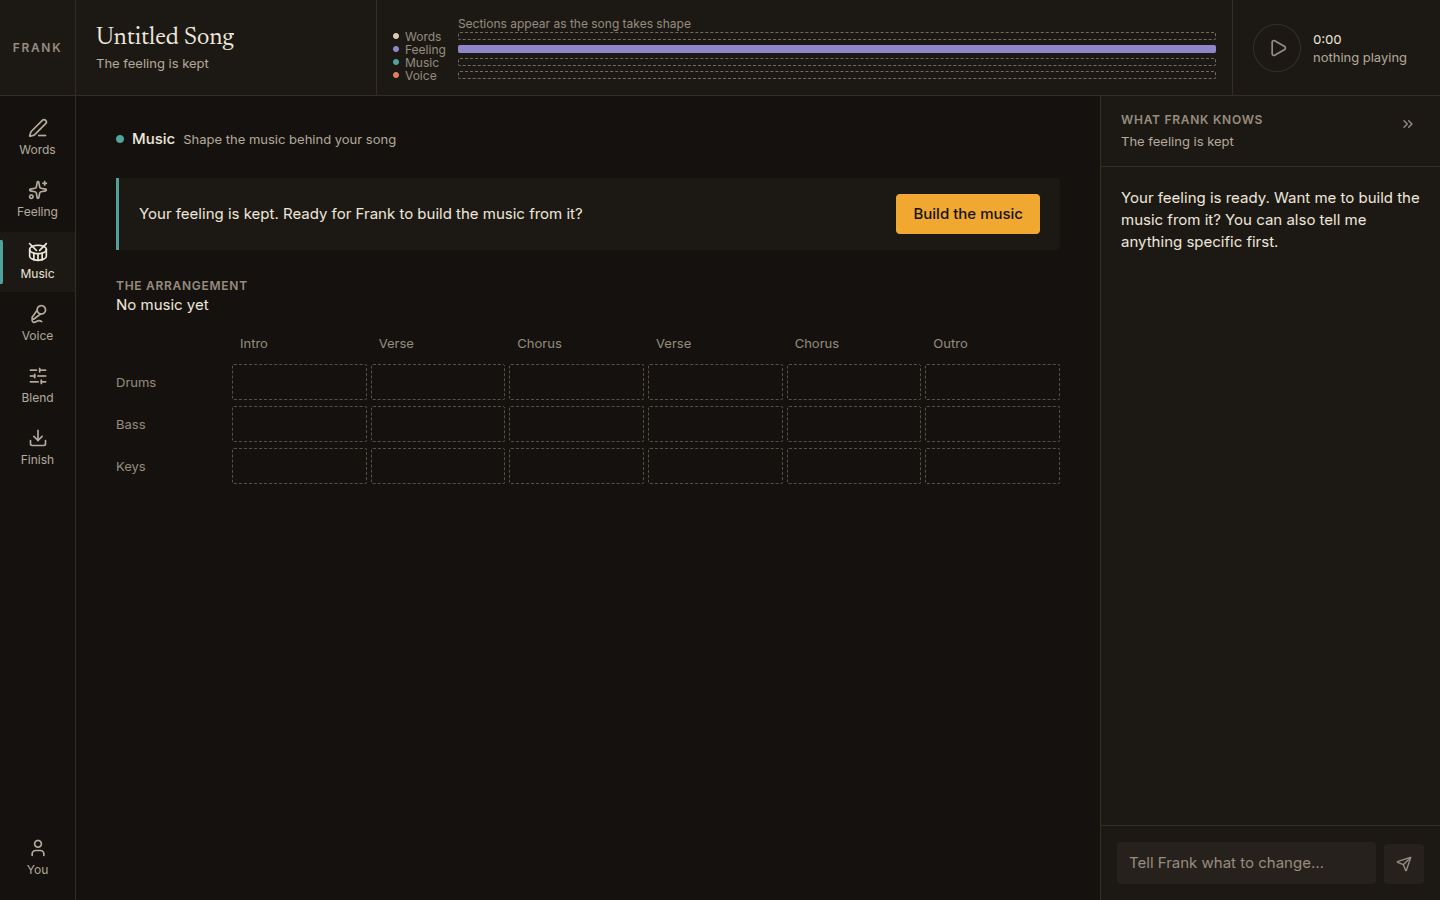 FRANK
Untitled Song
The feeling is kept
Sections appear as the song takes shape
Words
Feeling
Music
Voice
0:00
nothing playing
Words
Feeling
Music
Voice
Blend
Finish
You
Music Shape the music behind your song
Your feeling is kept. Ready for Frank to build the music from it?
Build the music
THE ARRANGEMENT
No music yet
Intro Verse Chorus Verse Chorus Outro
Drums
Bass
Keys
WHAT FRANK KNOWS
The feeling is kept
Your feeling is ready. Want me to build the
music from it? You can also tell me
anything specific first.
Tell Frank what to change...